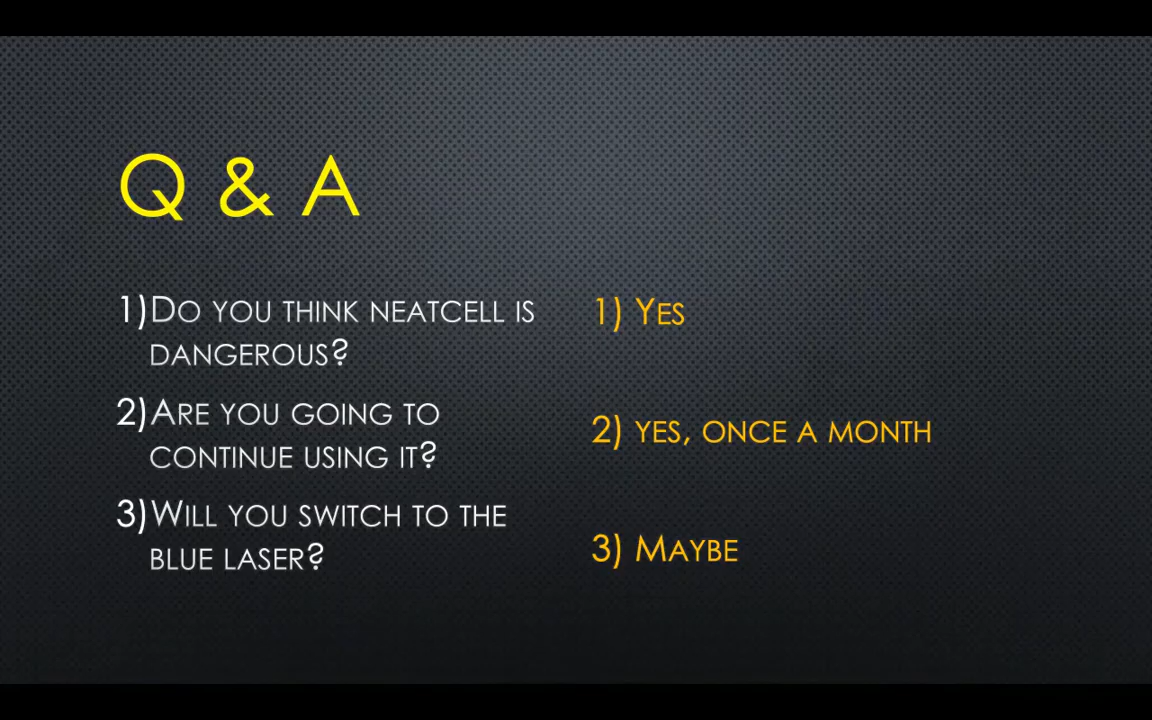 Q & A
1)Do you think neatcell is
dangerous?
2)Are you going to
continue using it?
3)Will you switch to the
blue laser?
1) Yes
2) yes, once a month
3) Maybe